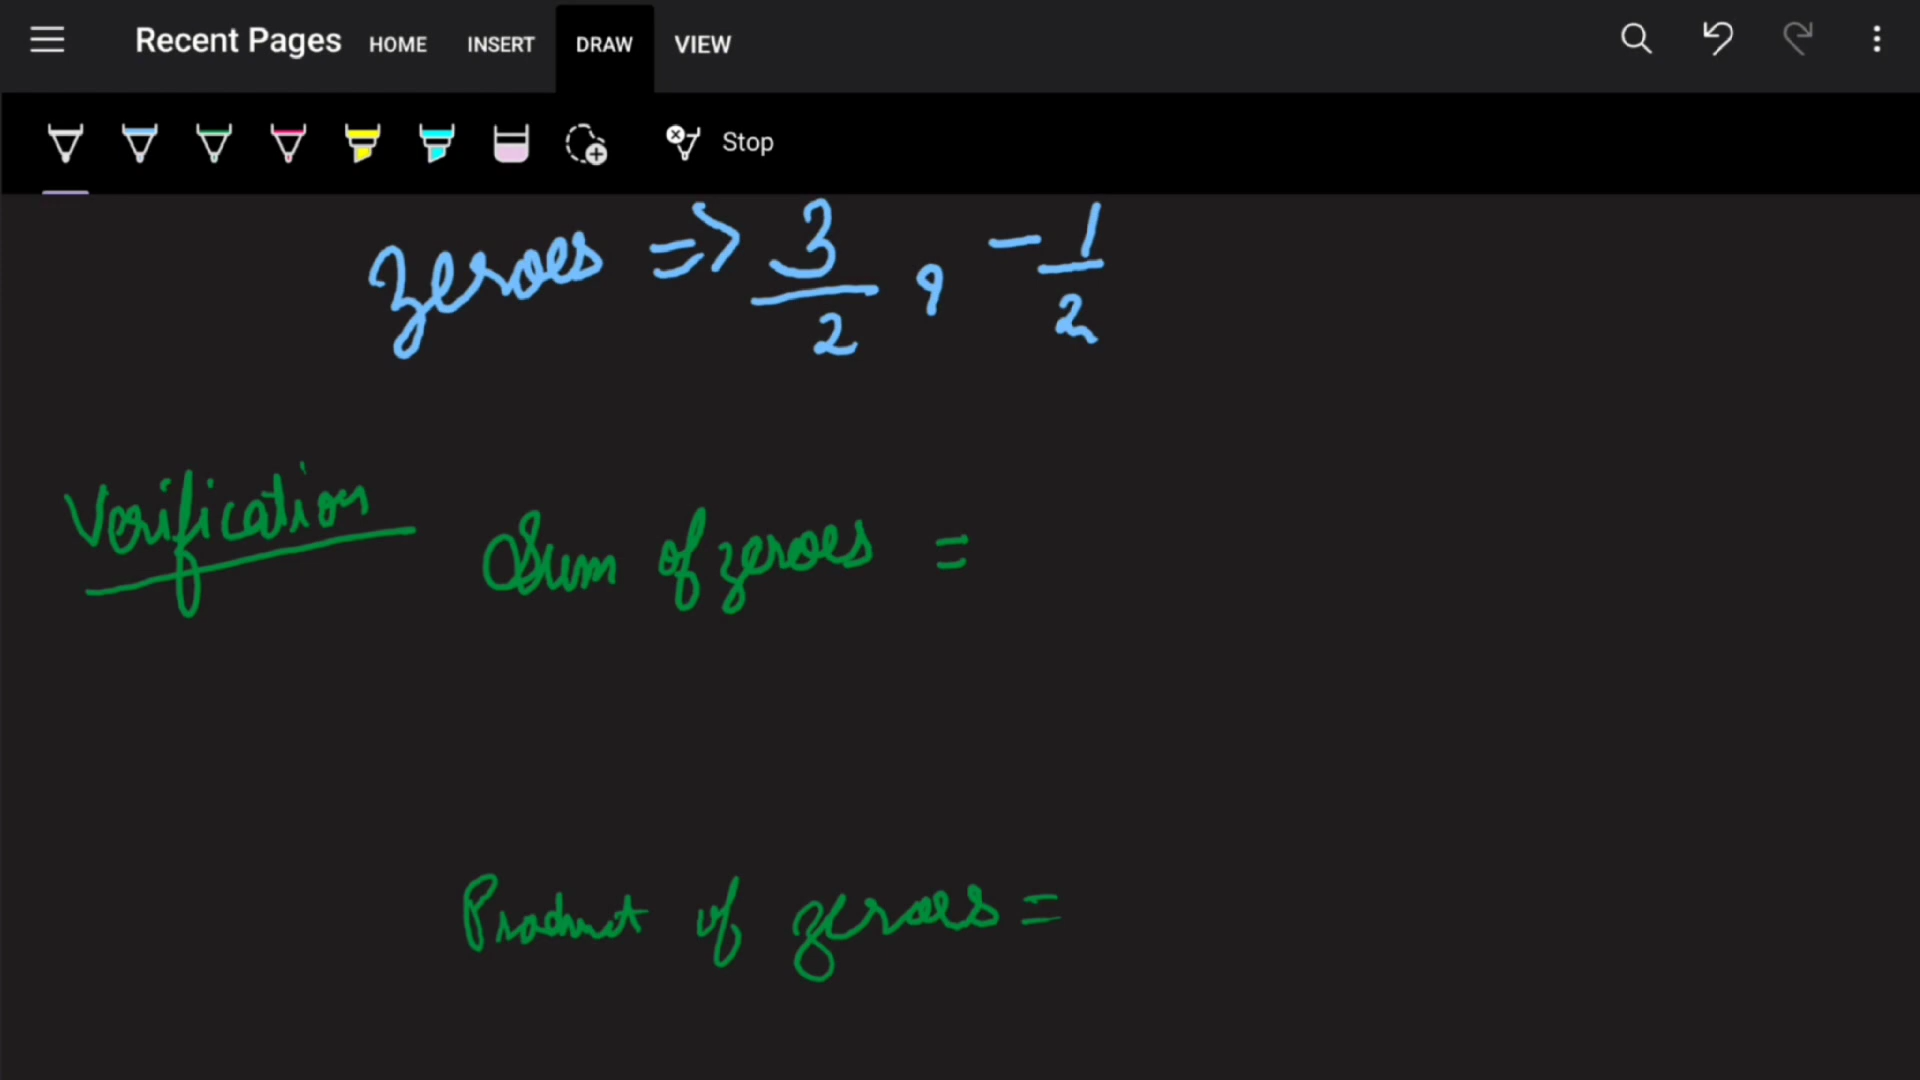 Recent Pages HOME INSERT DRAW VIEW
Stop
zeroes => 3/2 , -1/2
Verification Sum of zeroes =
Product of zeroes =